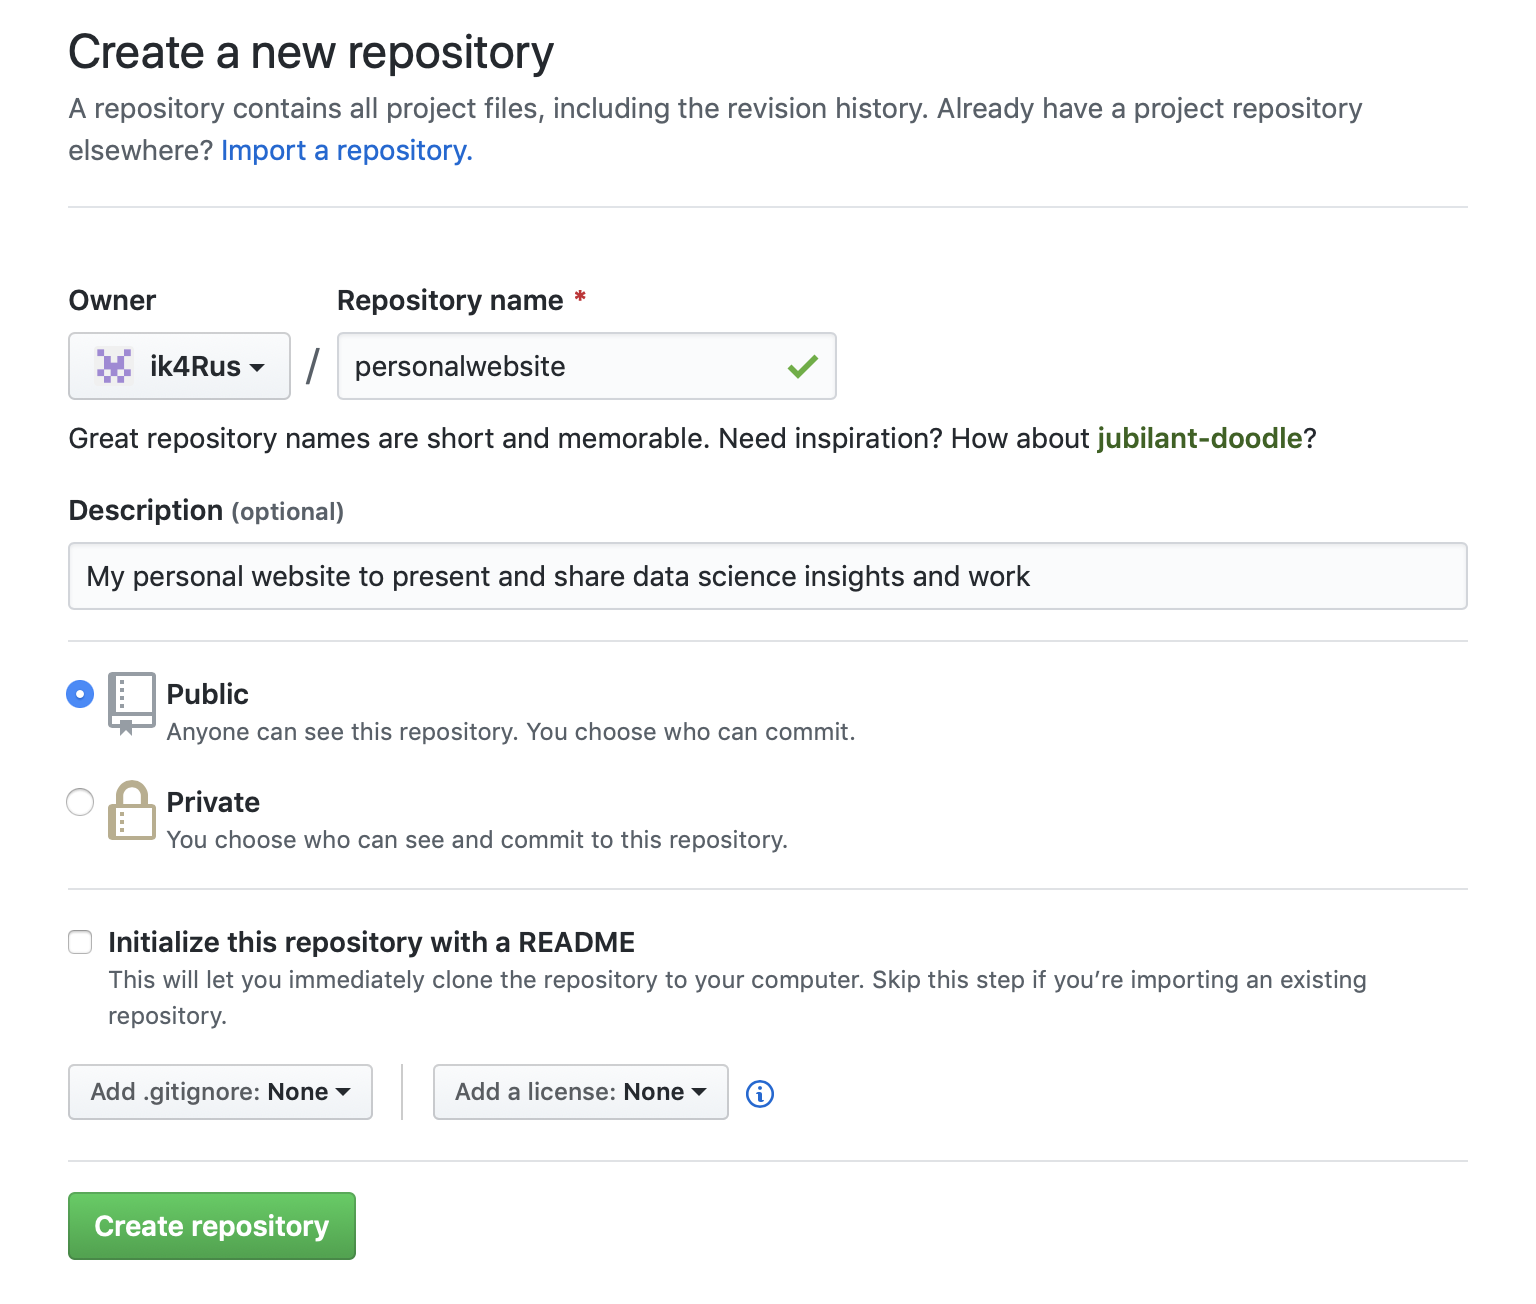 Create a new repository
A repository contains all project files, including the revision history. Already have a project repository
elsewhere? Import a repository.
Owner
Repository name *
ik4Rus
/
personalwebsite
Great repository names are short and memorable. Need inspiration? How about jubilant-doodle?
Description (optional)
My personal website to present and share data science insights and work
Public
Anyone can see this repository. You choose who can commit.
Private
You choose who can see and commit to this repository.
Initialize this repository with a README
This will let you immediately clone the repository to your computer. Skip this step if you’re importing an existing
repository.
Add .gitignore: None
Add a license: None
Create repository